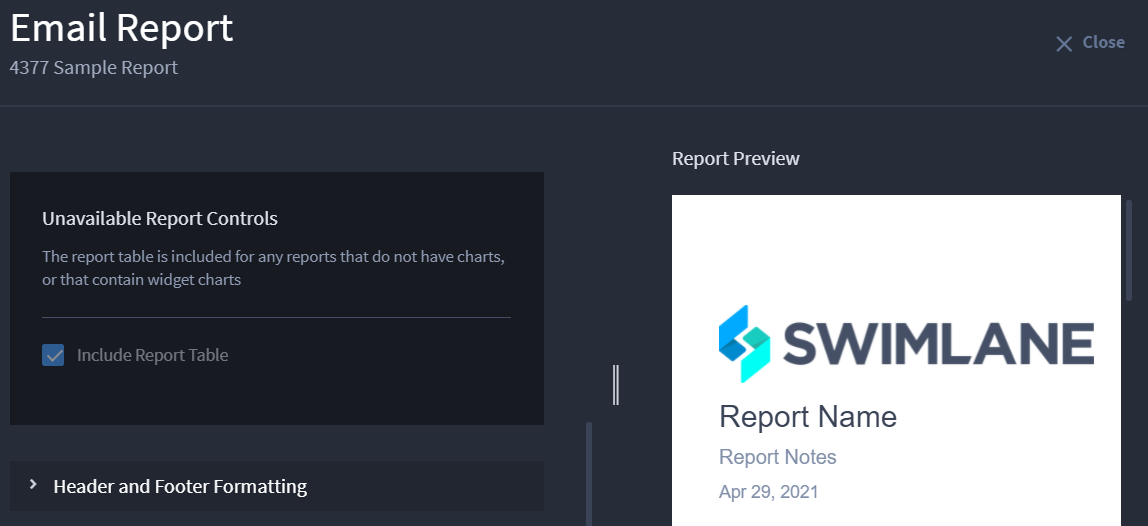 Email Report
4377 Sample Report
Close
Unavailable Report Controls
The report table is included for any reports that do not have charts,
or that contain widget charts
Include Report Table
Header and Footer Formatting
Report Preview
SWIMLANE
Report Name
Report Notes
Apr 29, 2021